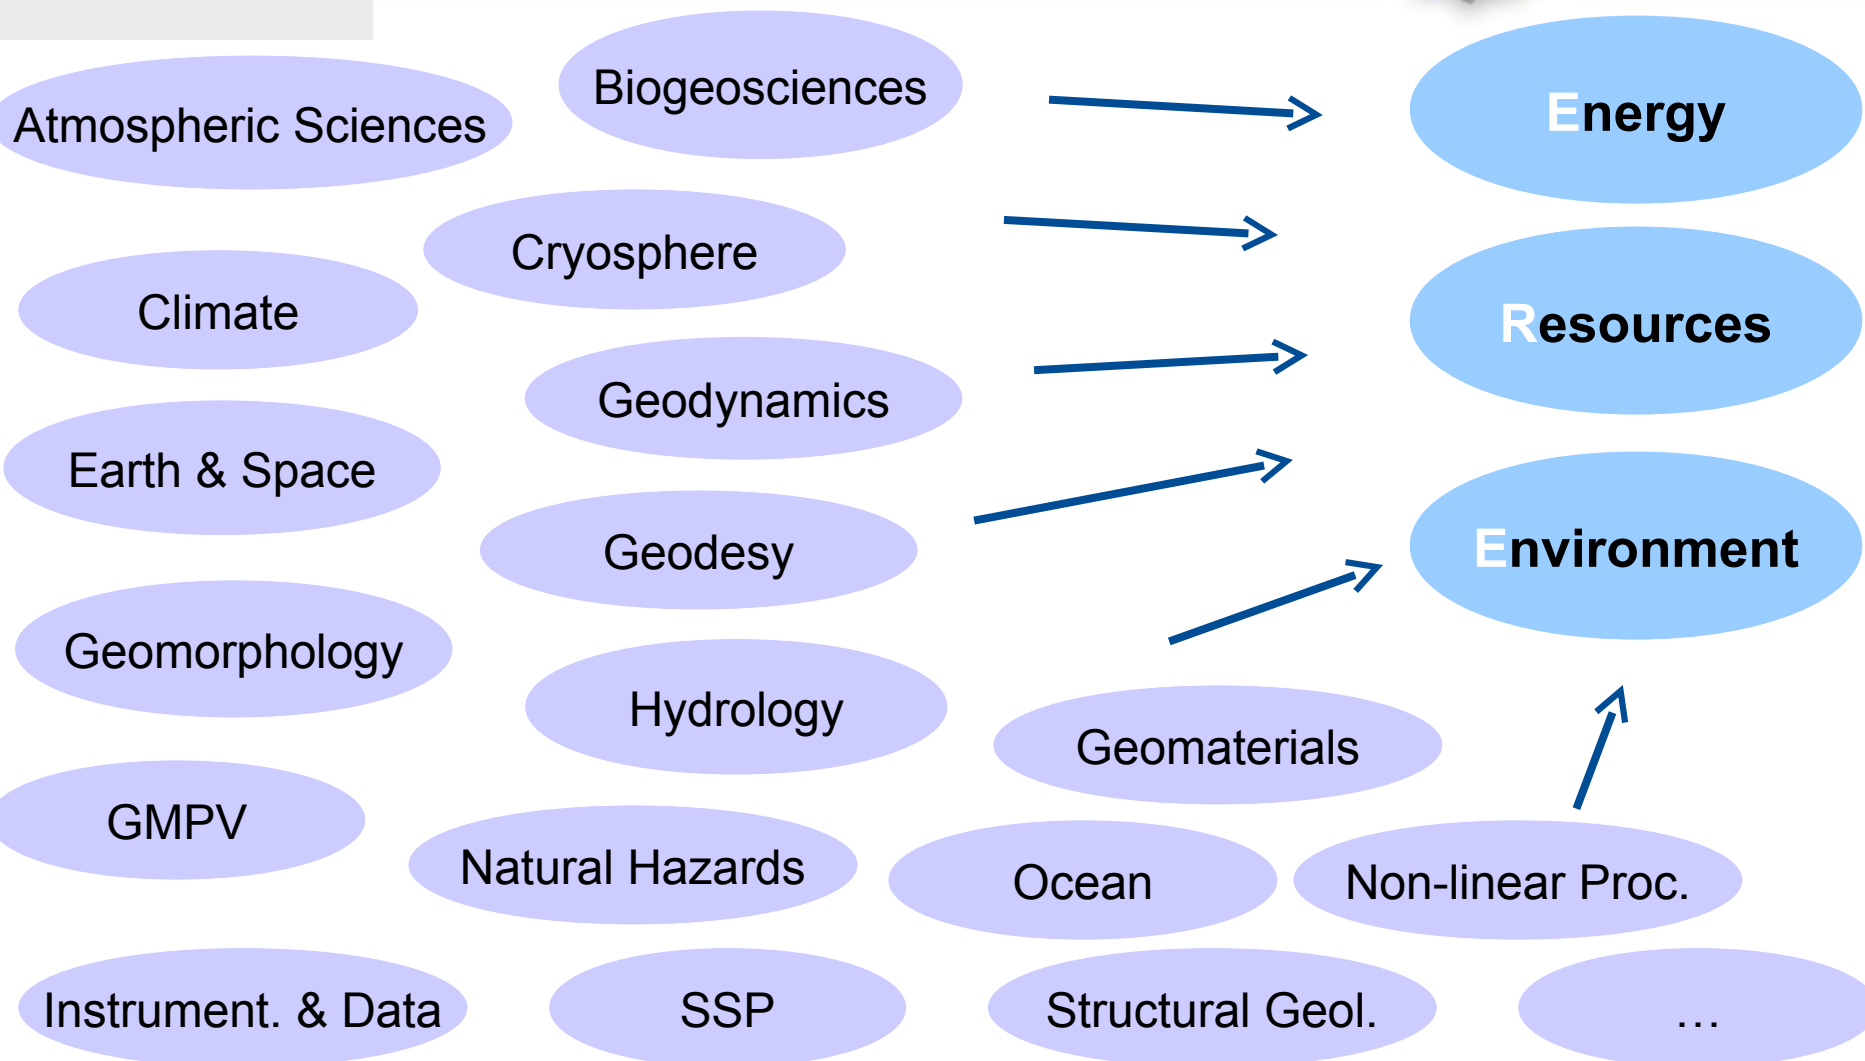 Biogeosciences
Energy
Atmospheric Sciences
Cryosphere
Climate
Resources
Geodynamics
Earth & Space
Geodesy
Environment
Geomorphology
Hydrology
Geomaterials
GMPV
Natural Hazards
Ocean
Non-linear Proc.
Instrument. & Data
SSP
Structural Geol.
…